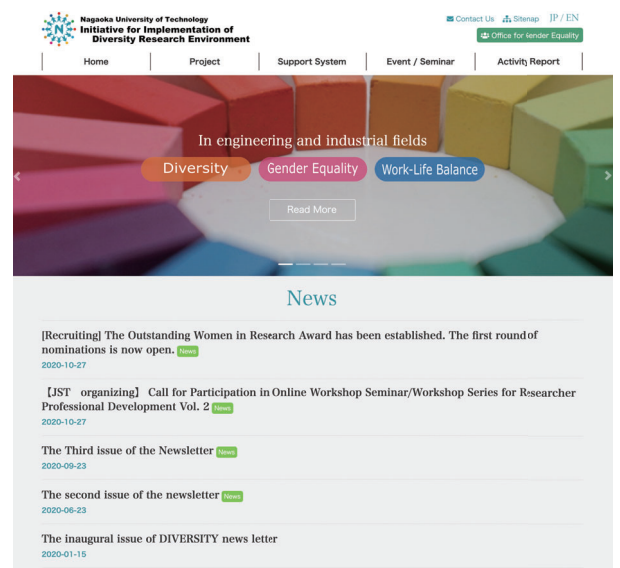 Nagaoka University of Technology
Initiative for Implementation of
Diversity Research Environment
Contact Us Sitemap JP / EN
Office for Gender Equality
Home Project Support System Event / Seminar Activity Report
In engineering and industrial fields
Diversity Gender Equality Work-Life Balance
Read More
News
[Recruiting] The Outstanding Women in Research Award has been established. The first round of
nominations is now open. News
2020-10-27
【JST organizing】 Call for Participation in Online Workshop Seminar/Workshop Series for Researcher
Professional Development Vol. 2 News
2020-10-27
The Third issue of the Newsletter News
2020-09-23
The second issue of the newsletter News
2020-06-23
The inaugural issue of DIVERSITY news letter
2020-01-15